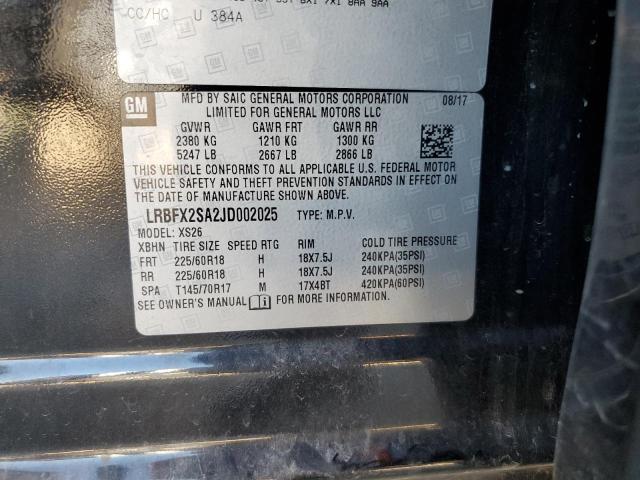 CC/HC U 384A
GM
MFD BY SAIC GENERAL MOTORS CORPORATION 08/17
LIMITED FOR GENERAL MOTORS LLC
GVWR GAWR FRT GAWR RR
2380 KG 1210 KG 1300 KG
5247 LB 2667 LB 2866 LB
THIS VEHICLE CONFORMS TO ALL APPLICABLE U.S. FEDERAL MOTOR
VEHICLE SAFETY AND THEFT PREVENTION STANDARDS IN EFFECT ON
THE DATE OF MANUFACTURE SHOWN ABOVE.
LRBFX2SA2JD002025 TYPE: M.P.V.
MODEL: XS26
XBHN TIRE SIZE SPEED RTG RIM COLD TIRE PRESSURE
FRT 225/60R18 H 18X7.5J 240KPA(35PSI)
RR 225/60R18 H 18X7.5J 240KPA(35PSI)
SPA T145/70R17 M 17X4BT 420KPA(60PSI)
SEE OWNER'S MANUAL FOR MORE INFORMATION.